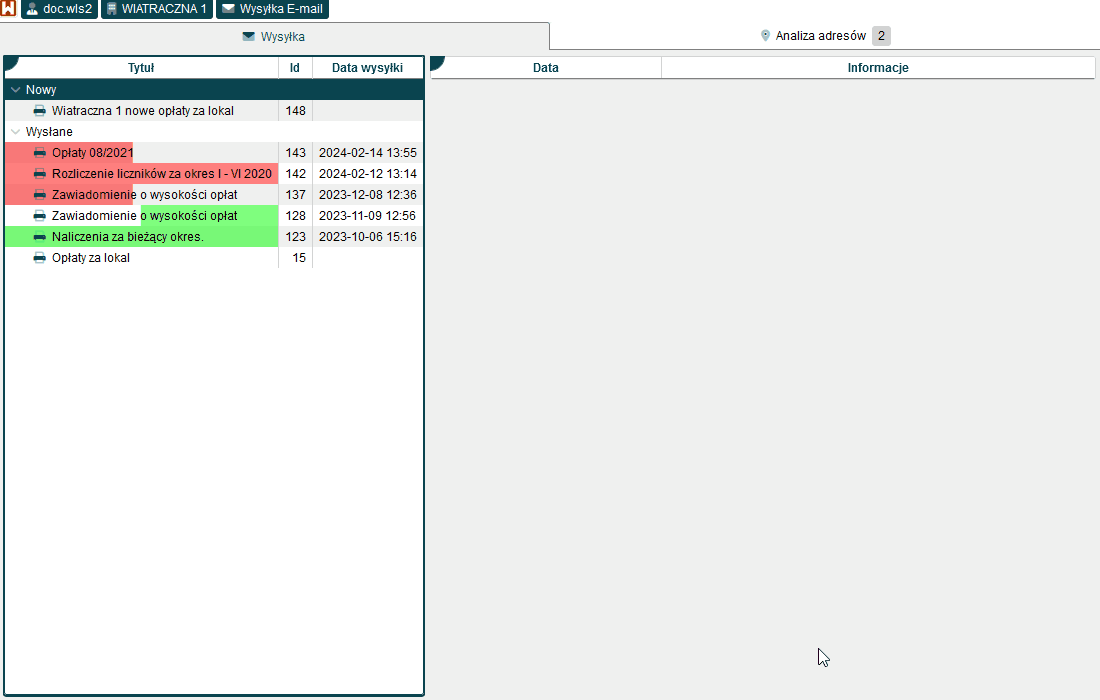 doc.wls2 WIATRACZNA 1 Wysyłka E-mail
Wysyłka Analiza adresów 2
Tytuł Id Data wysyłki Data Informacje
Nowy
Wiatraczna 1 nowe opłaty za lokal 148
Wysłane
Opłaty 08/2021 143 2024-02-14 13:55
Rozliczenie liczników za okres I - VI 2020 142 2024-02-12 13:14
Zawiadomienie o wysokości opłat 137 2023-12-08 12:36
Zawiadomienie o wysokości opłat 128 2023-11-09 12:56
Naliczenia za bieżący okres. 123 2023-10-06 15:16
Opłaty za lokal 15